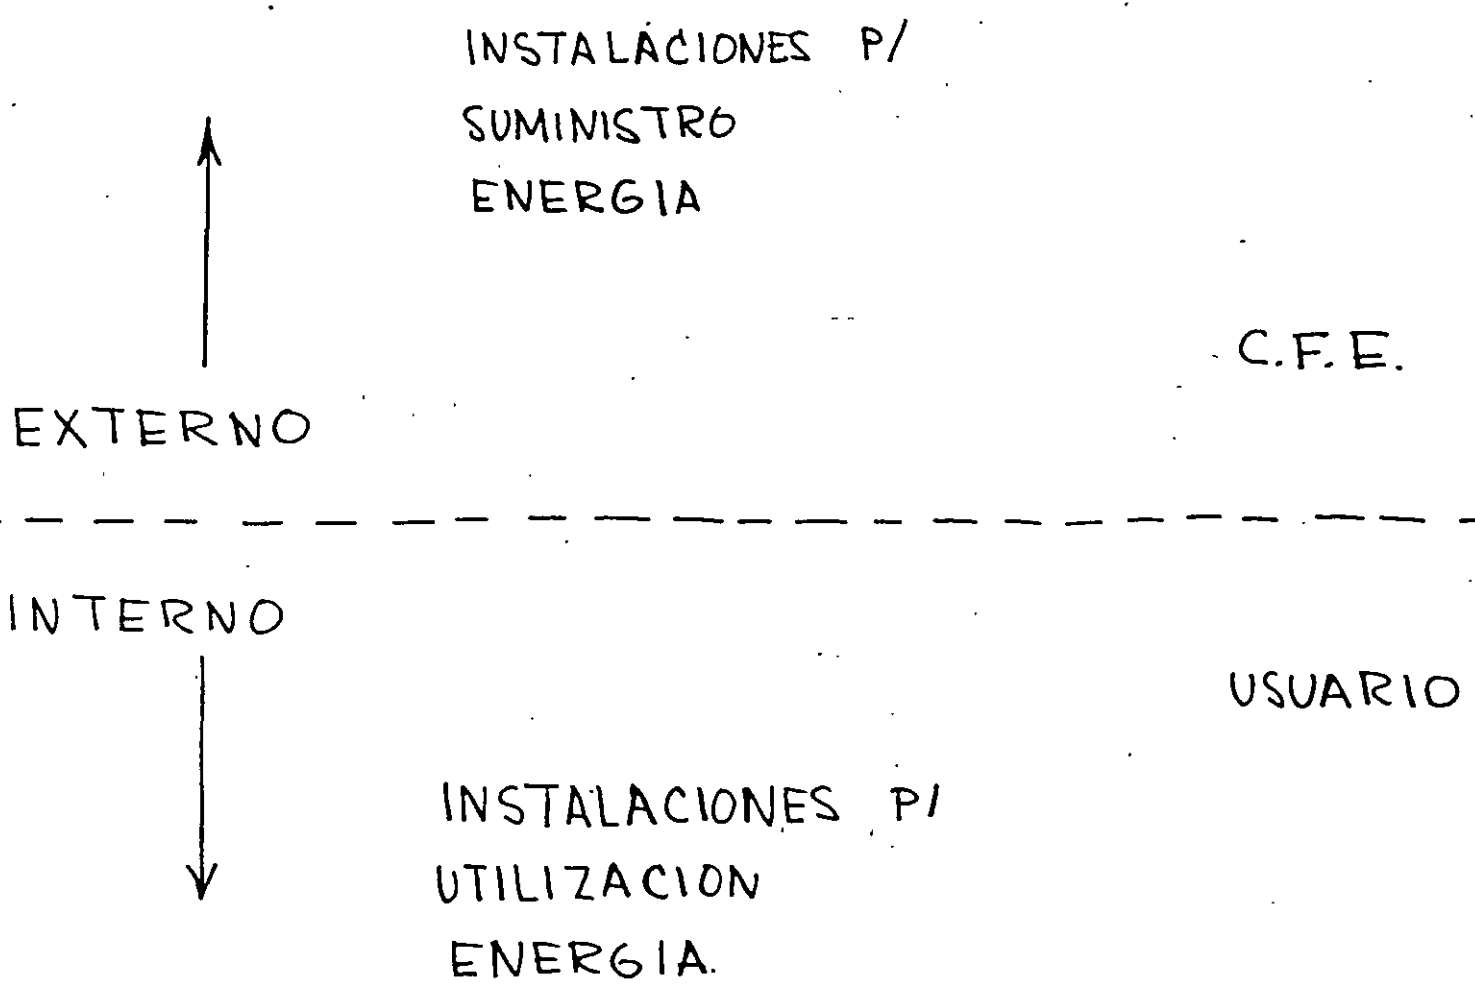 INSTALACIONES P/
SUMINISTRO
ENERGIA
C.F.E.
EXTERNO
INTERNO
USUARIO
INSTALACIONES P/
UTILIZACION
ENERGIA.